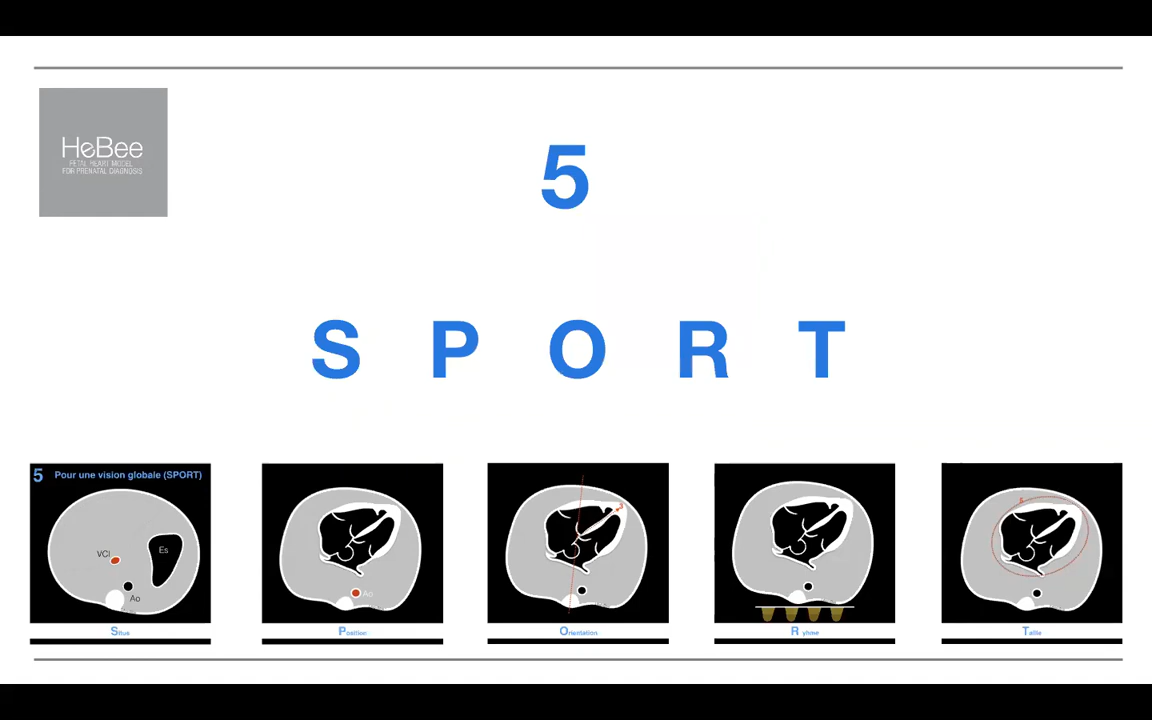 HeBee
FETAL HEART MODEL
FOR PRENATAL DIAGNOSIS
5
S P O R T
5 Pour une vision globale (SPORT)
VCI
Es
Ao
Ao
Situs
Position
Orientation
Taille